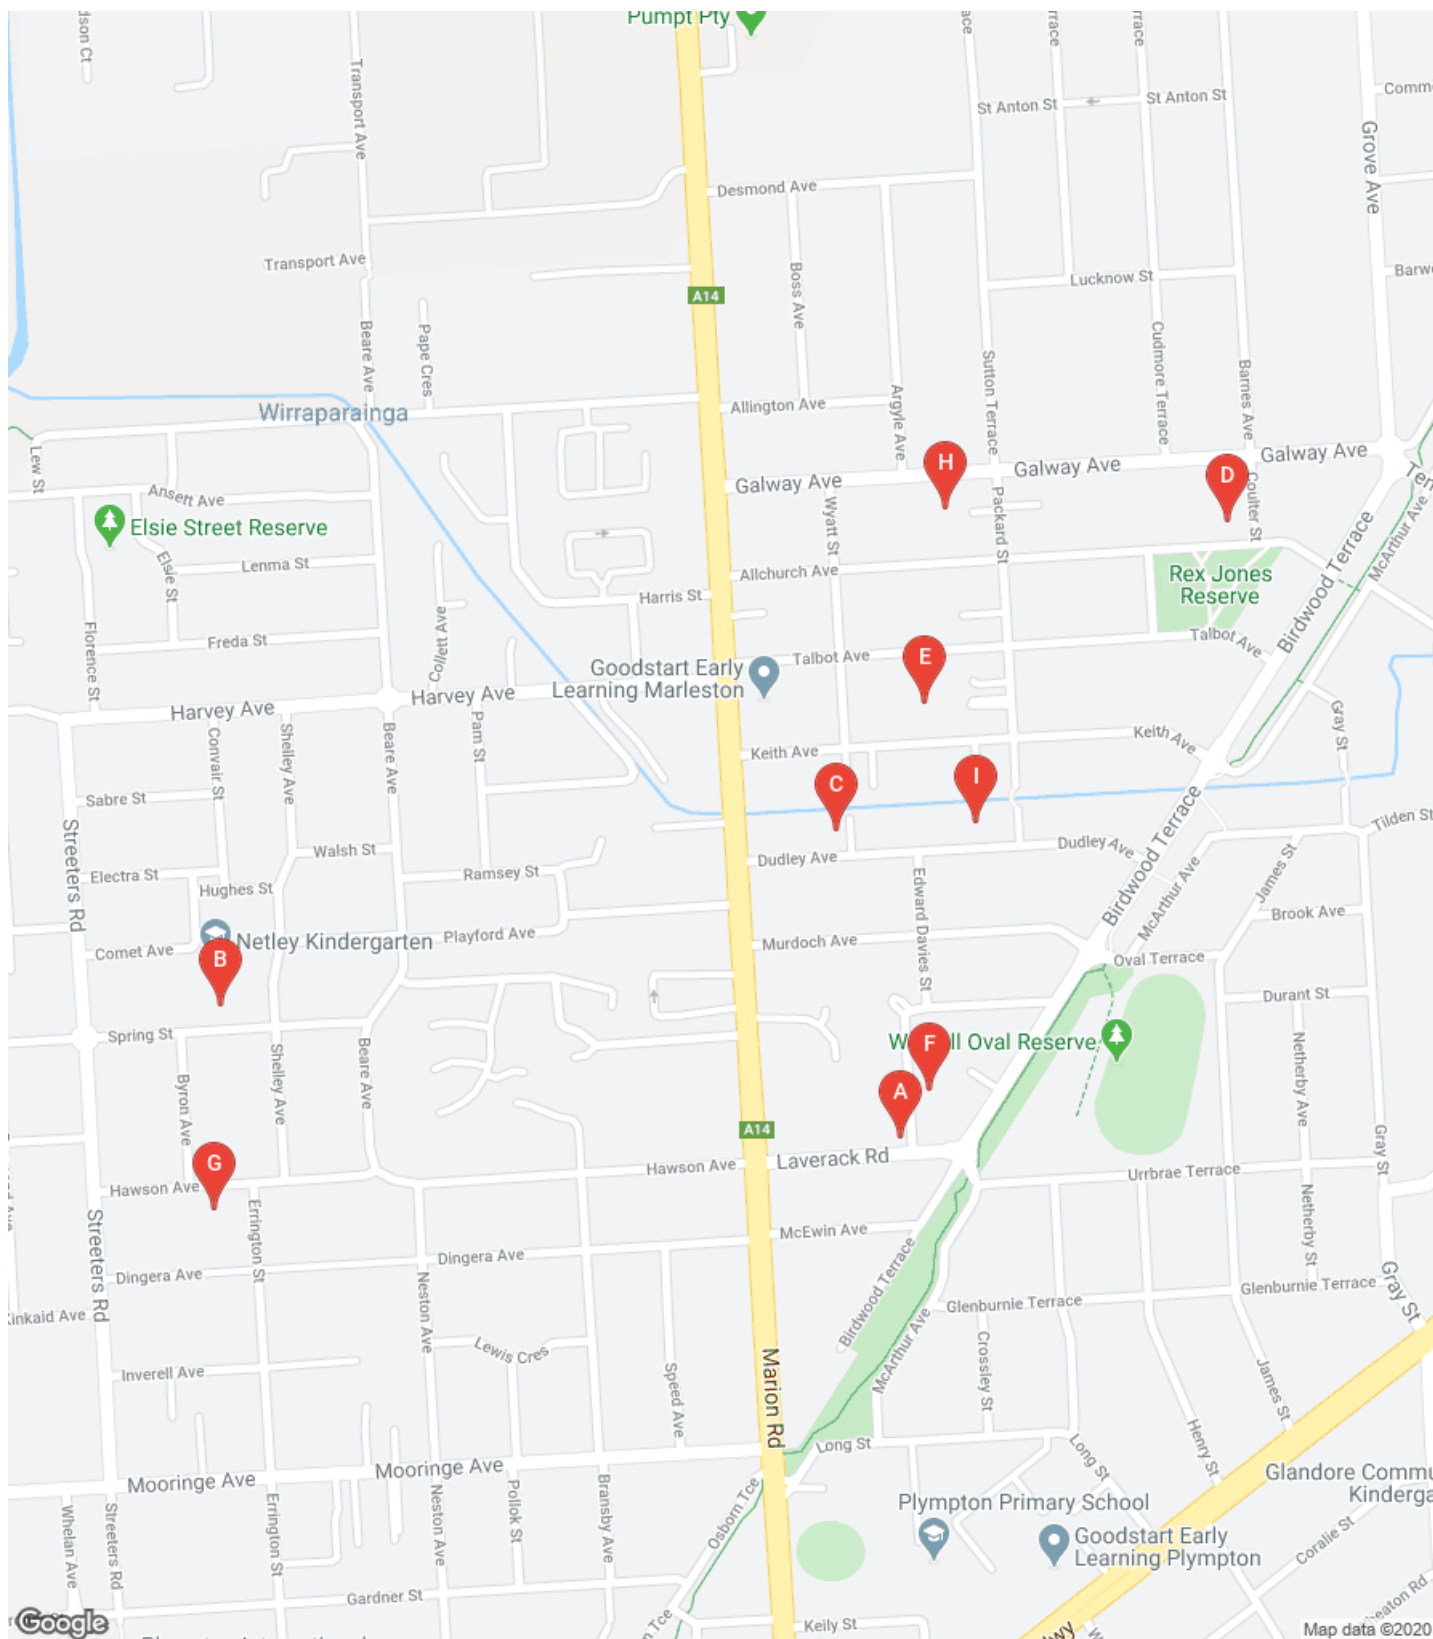 Pumpt Pty
dson Ct
Transport Ave
St Anton St
St Anton St
Comm
Grove Ave
Desmond Ave
Transport Ave
Boss Ave
Lucknow St
Barw
A14
Beare Ave
Pape Cres
Sutton Terrace
Cudmore Terrace
Barnes Ave
Argyle Ave
Allington Ave
Wirraparainga
Lew St
Galway Ave
Galway Ave
Galway Ave
H
D
Ansett Ave
Elsie Street Reserve
Wyatt St
Packard St
Coulter St
McArthur Ave
Birdwood Terrace
Elsie St
Lenma St
Allchurch Ave
Rex Jones
Reserve
Harris St
Florence St
Freda St
Collett Ave
Talbot Ave
Talbot Ave
E
Goodstart Early
Learning Marleston
Harvey Ave
Harvey Ave
Convair St
Shelley Ave
Beare Ave
Pam St
Keith Ave
Keith Ave
Gray St
C
I
Sabre St
Streeters Rd
Walsh St
Dudley Ave
Dudley Ave
Birdwood Terrace
Tilden St
Electra St
Hughes St
Ramsey St
Edward Davies St
McArthur Ave
James St
Brook Ave
Comet Ave
Netley Kindergarten
Playford Ave
Murdoch Ave
Oval Terrace
B
Durant St
Spring St
Shelley Ave
Beare Ave
Oval Reserve
F
Netherby Ave
Byron Ave
A
A14
Gray St
G
Hawson Ave
Hawson Ave
Laverack Rd
Urrbrae Terrace
Streeters Rd
Errington St
McEwin Ave
Netherby St
Dingera Ave
Dingera Ave
Neston Ave
Birdwood Terrace
Glenburnie Terrace
Glenburnie Terrace
Gray St
Kinkaid Ave
Lewis Cres
McArthur Ave
Crossley St
Inverell Ave
Speed Ave
Marion Rd
James St
Henry St
Long St
Long St
Mooringe Ave
Mooringe Ave
Glandore Commu
Kinderga
Whelan Ave
Streeters Rd
Errington St
Neston Ave
Pollok St
Bransby Ave
Osborn Tce
Plympton Primary School
Goodstart Early
Learning Plympton
Coralie St
Gardner St
Keily St
Google
Map data ©2020